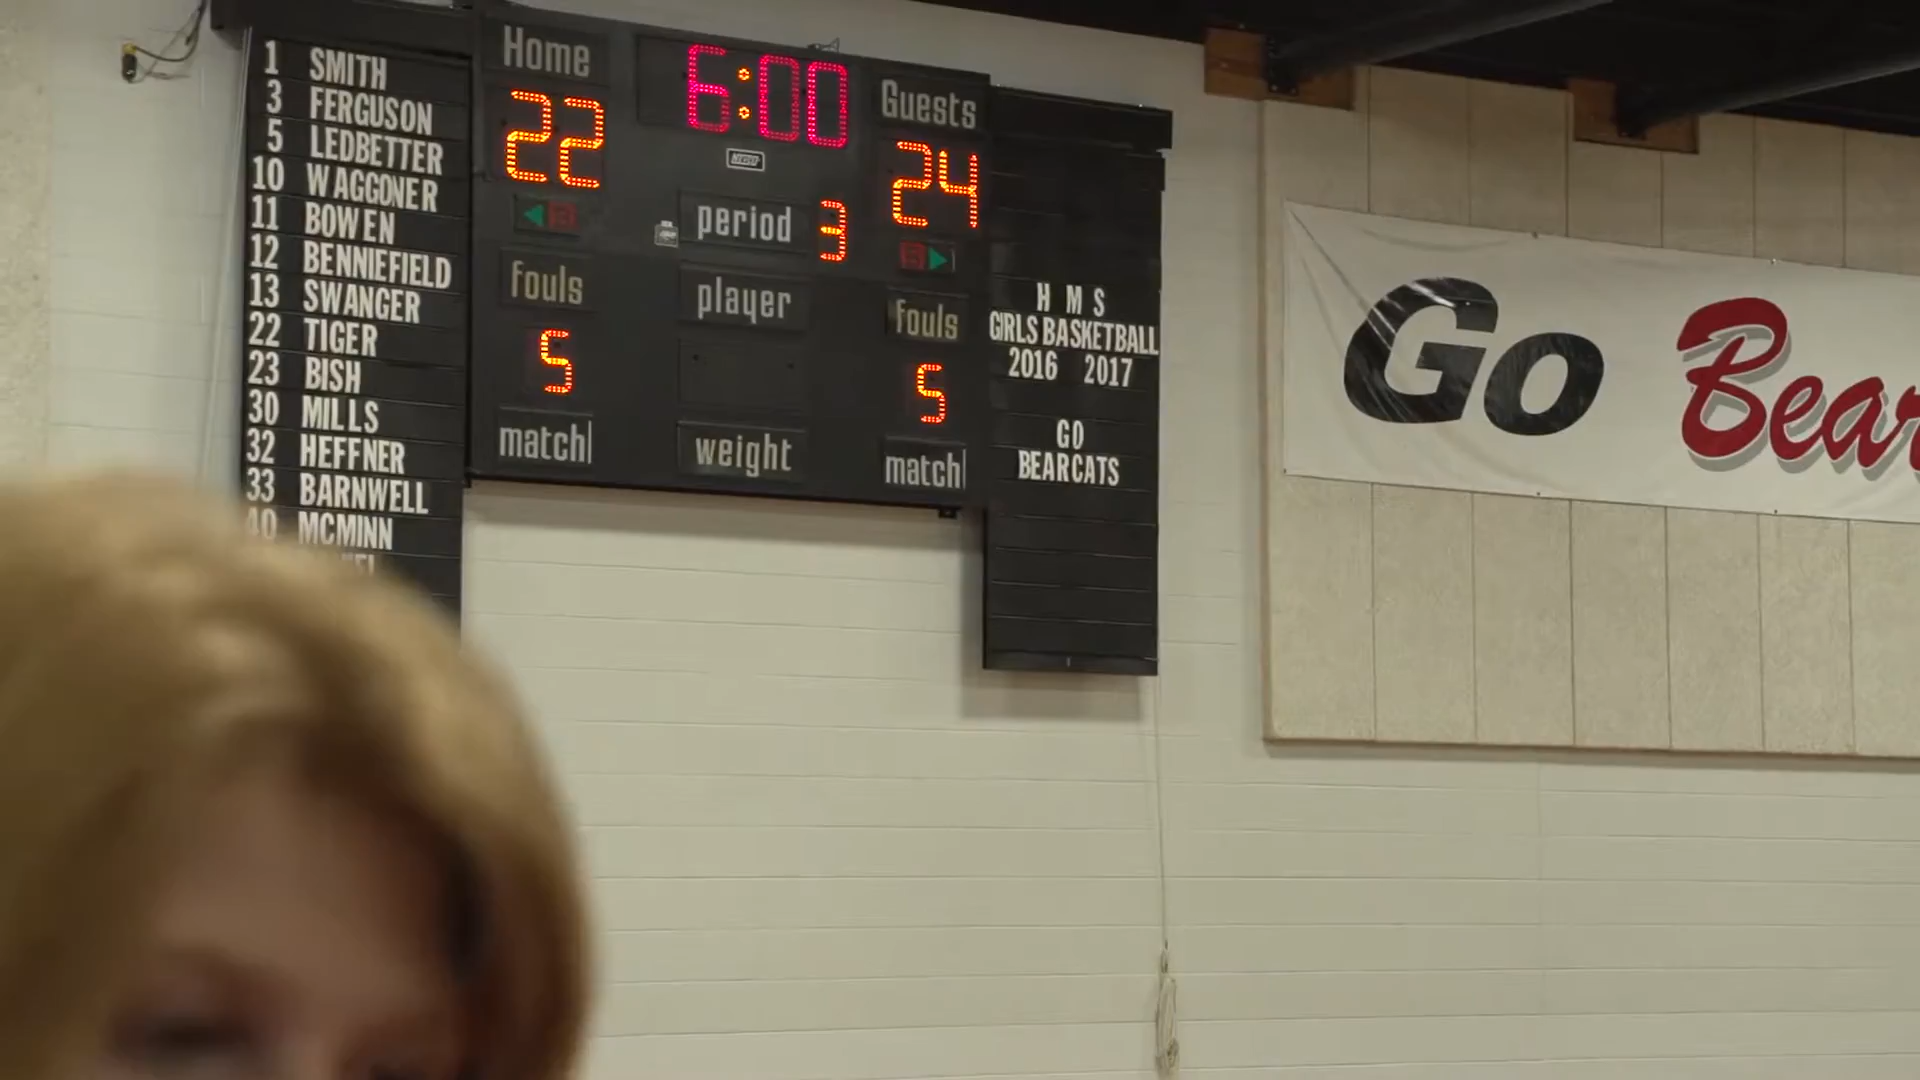 1 SMITH
3 FERGUSON
5 LEDBETTER
10 WAGGONER
11 BOWEN
12 BENNIEFIELD
13 SWANGER
22 TIGER
23 BISH
30 MILLS
32 HEFFNER
33 BARNWELL
40 MCMINN
Home
22
6:00
Guests
24
period 3
B
B
fouls
player
fouls
5
5
match
weight
match
H M S
GIRLS BASKETBALL
2016 2017
GO
BEARCATS
Go Bear